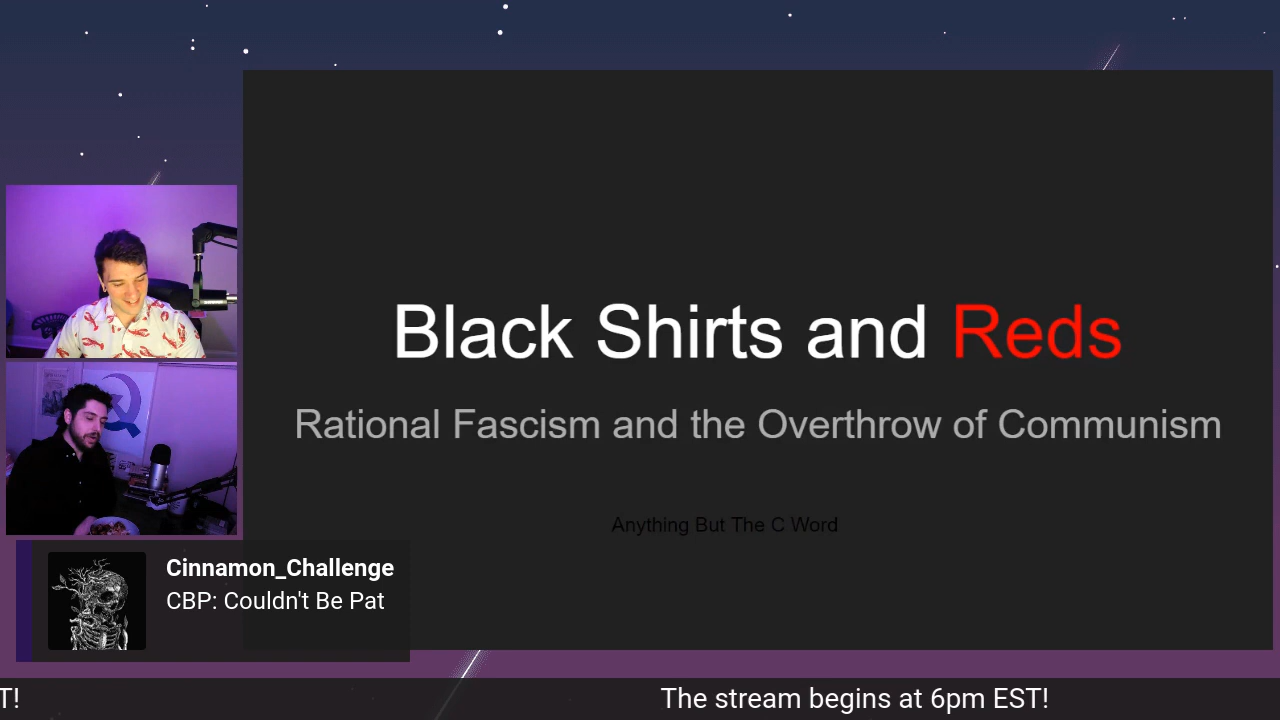 Black Shirts and Reds
Rational Fascism and the Overthrow of Communism
Anything But The C Word
Cinnamon_Challenge
CBP: Couldn't Be Pat
T!
The stream begins at 6pm EST!